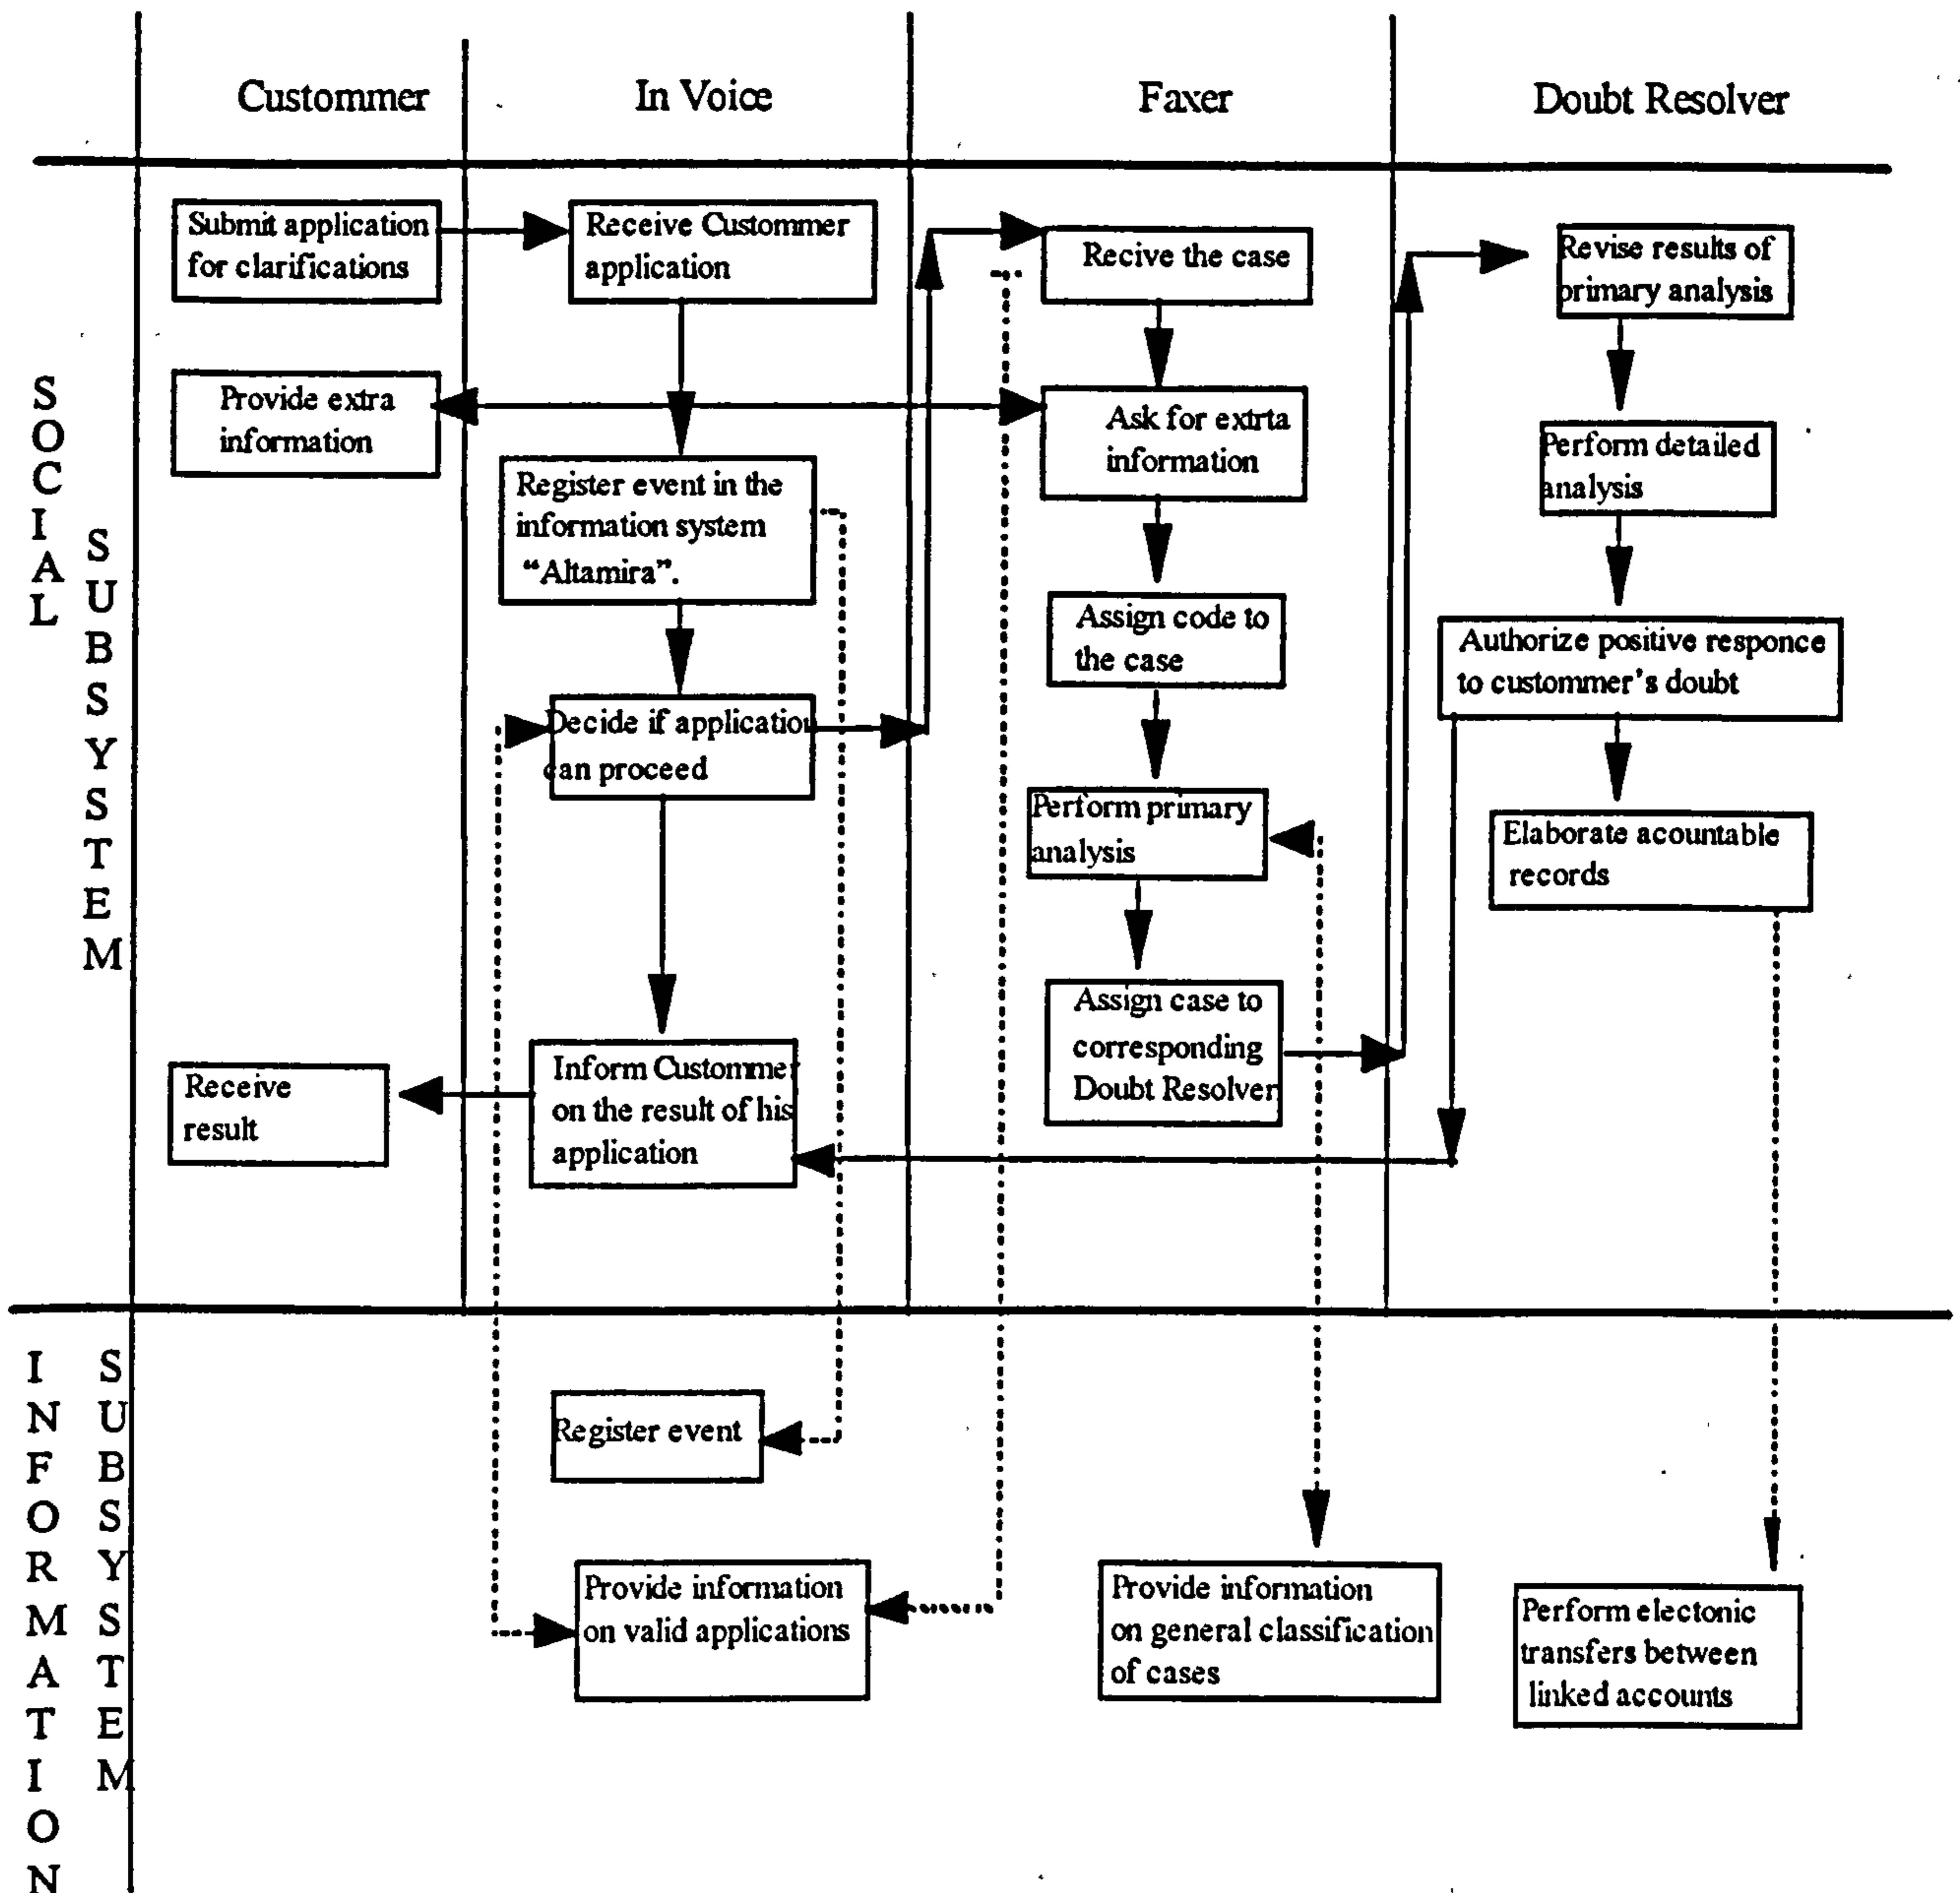 Custommer
In Voice
Faxer
Doubt Resolver
SOCIAL
SUBSYSTEM
Submit application
for clarifications
Provide extra
information
Receive
result
Receive Custommer
application
Register event in the
information system
“Altamira”.
Decide if application
can proceed
Inform Custommer
on the result of his
application
Recive the case
Ask for extrta
information
Assign code to
the case
Perform primary
analysis
Assign case to
corresponding
Doubt Resolver
Revise results of
primary analysis
Perform detailed
analysis
Authorize positive responce
to custommer's doubt
Elaborate acountable
records
INFORMATION
SUBSYSTEM
Register event
Provide information
on valid applications
Provide information
on general classification
of cases
Perform electonic
transfers between
linked accounts